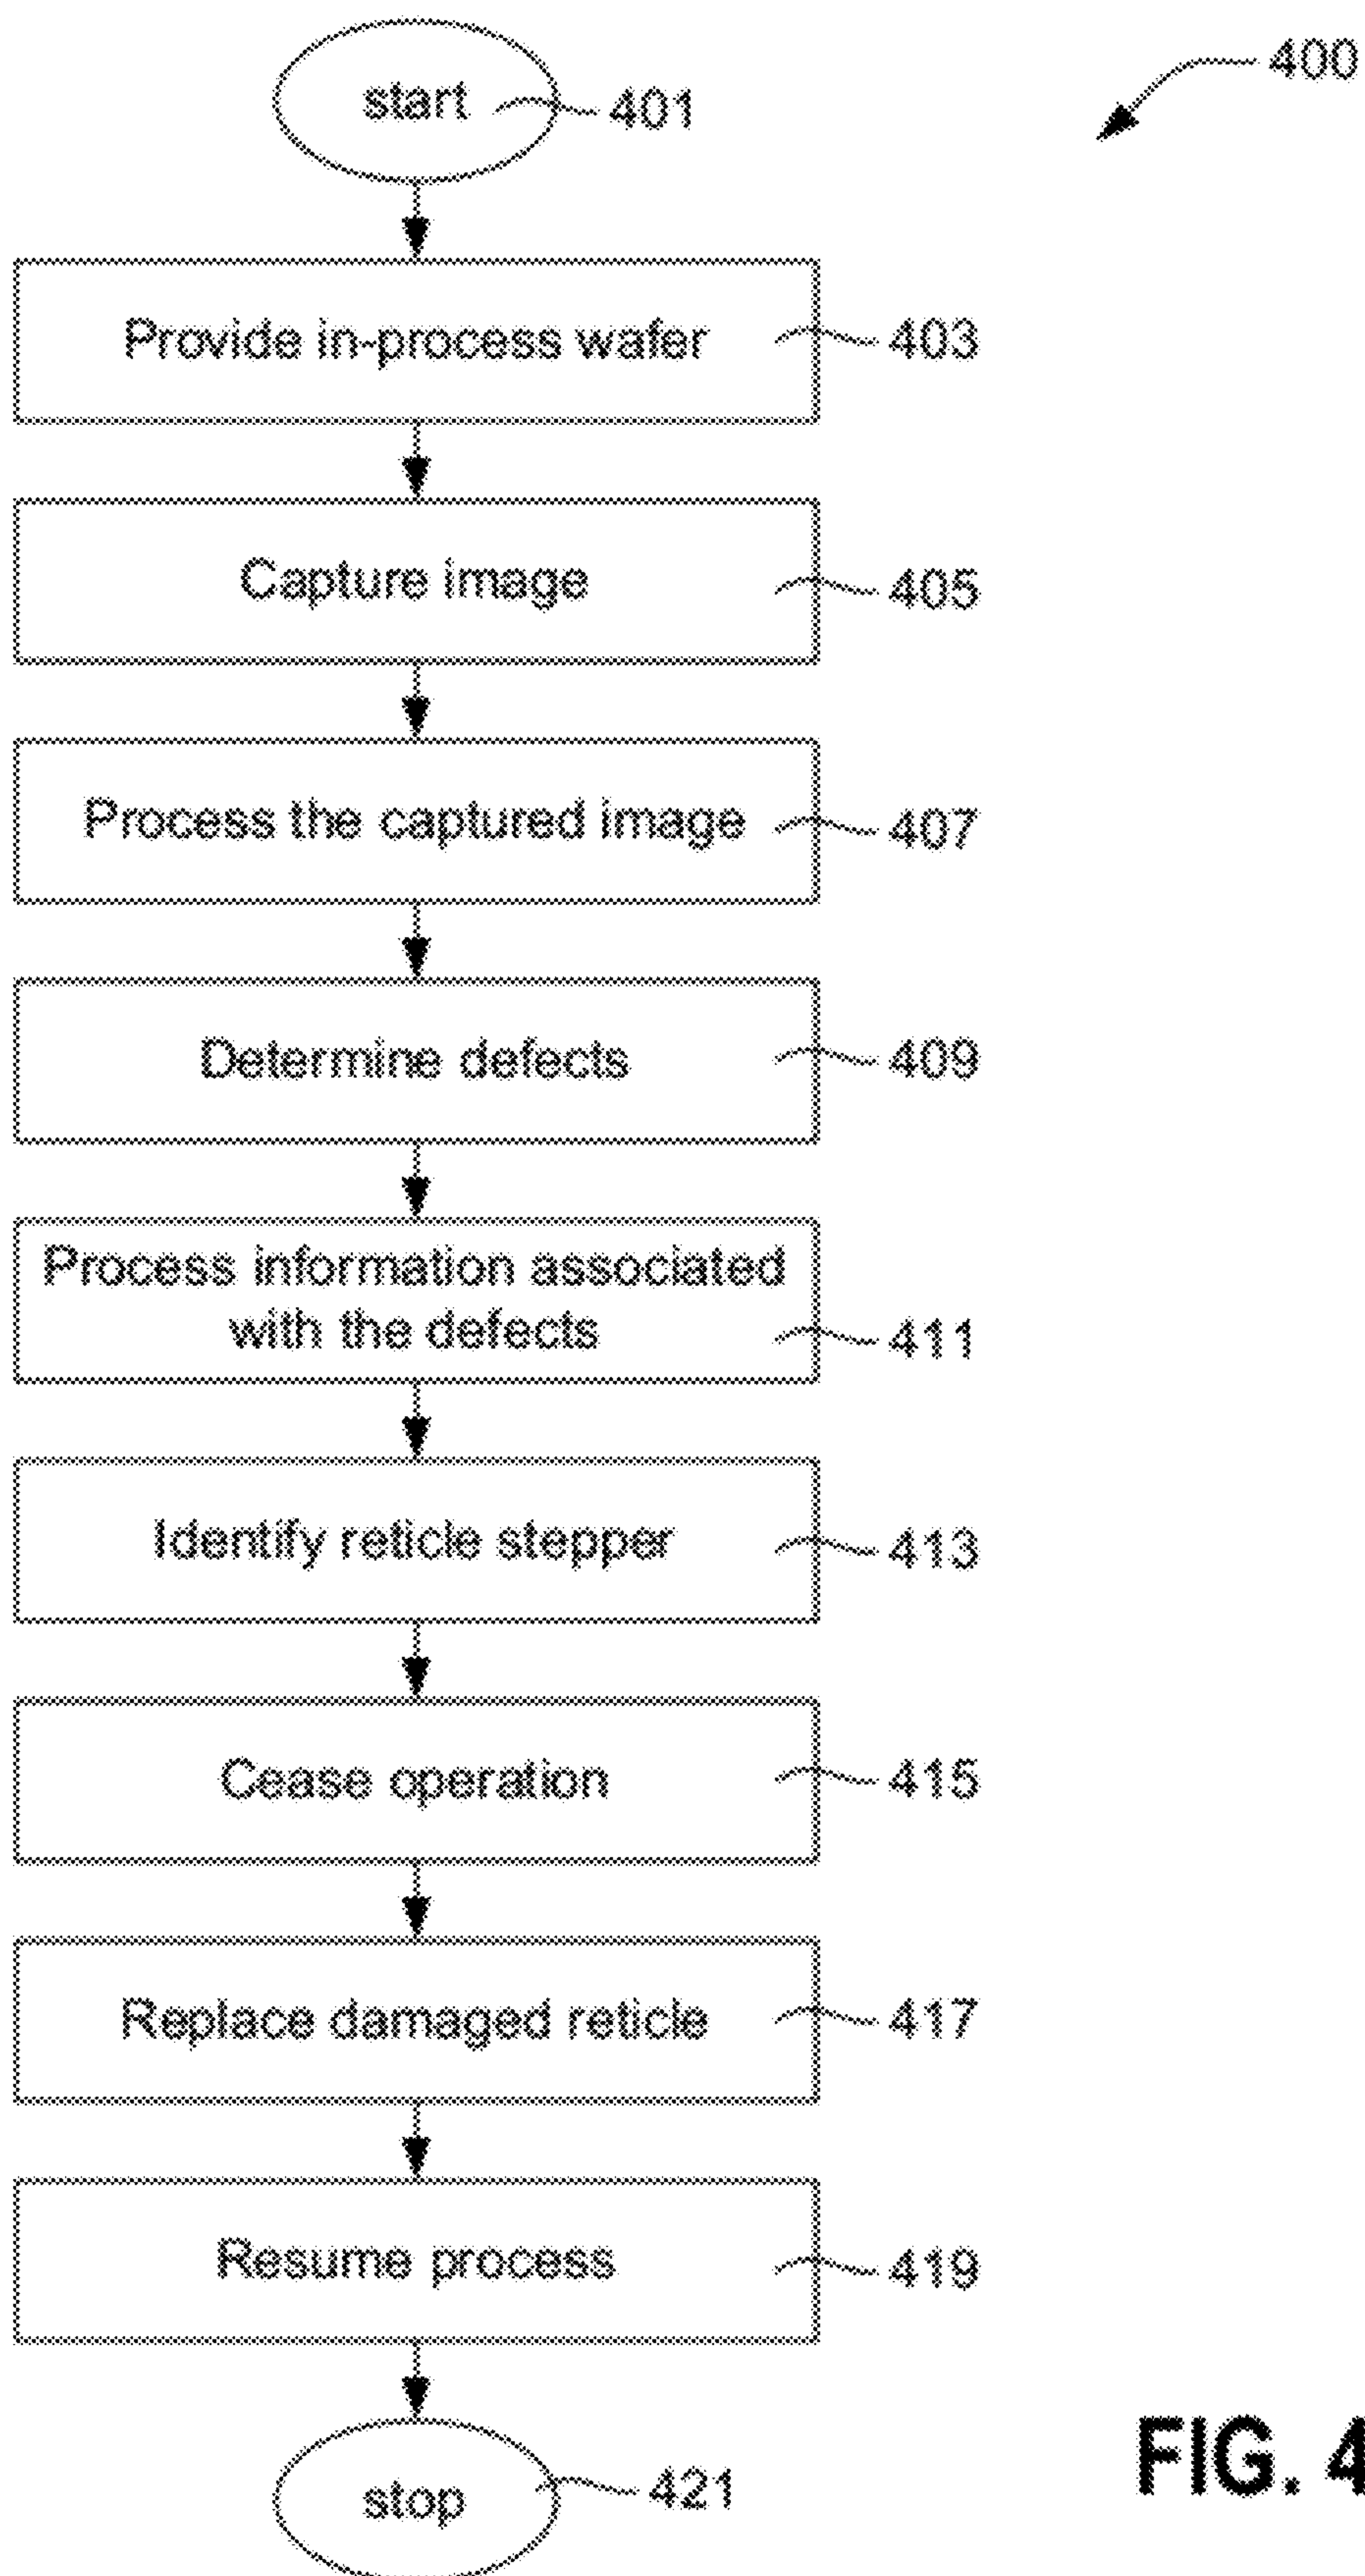 400
start
401
Provide in-process wafer
403
Capture image
405
Process the captured image
407
Determine defects
409
Process information associated
with the defects
411
Identify reticle stepper
413
Cease operation
415
Replace damaged reticle
417
Resume process
419
stop
421
FIG. 4